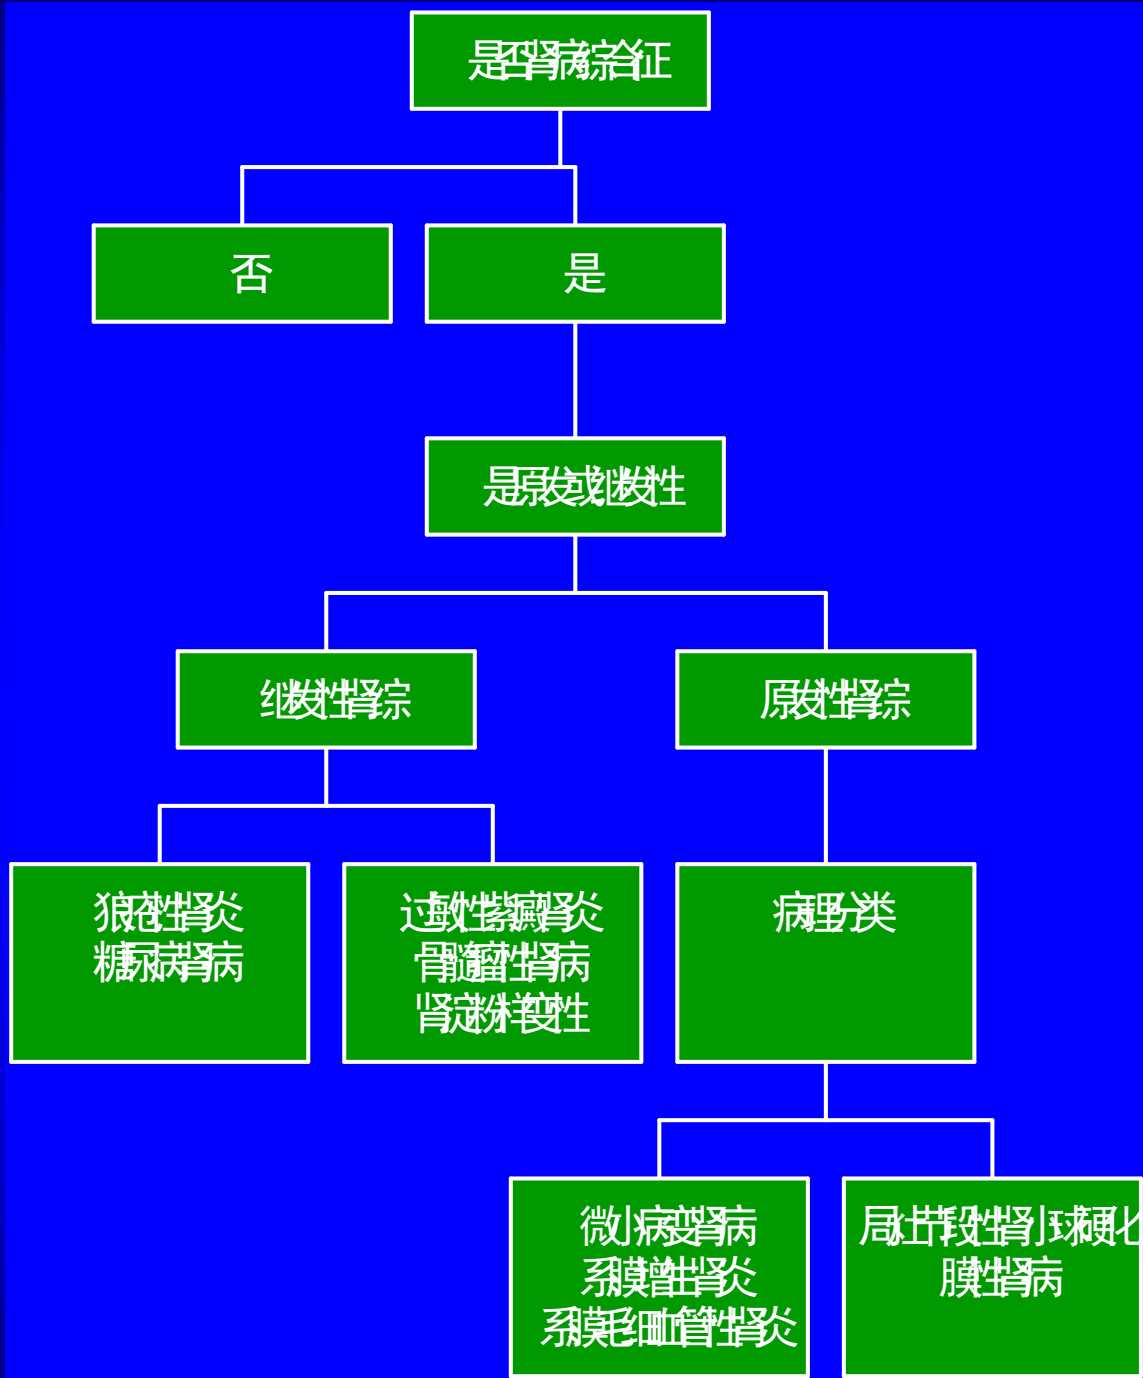 是否肾病综合征
否
是
是原发或继发性
继发性肾综
原发性肾综
狼疮性肾炎
糖尿病肾病
过敏性紫癜肾炎
骨髓瘤性肾病
肾淀粉样变性
病理分类
微小病变肾病
系膜增生肾炎
系膜毛细血管性肾炎
局灶节段性肾小球硬化
膜性肾病